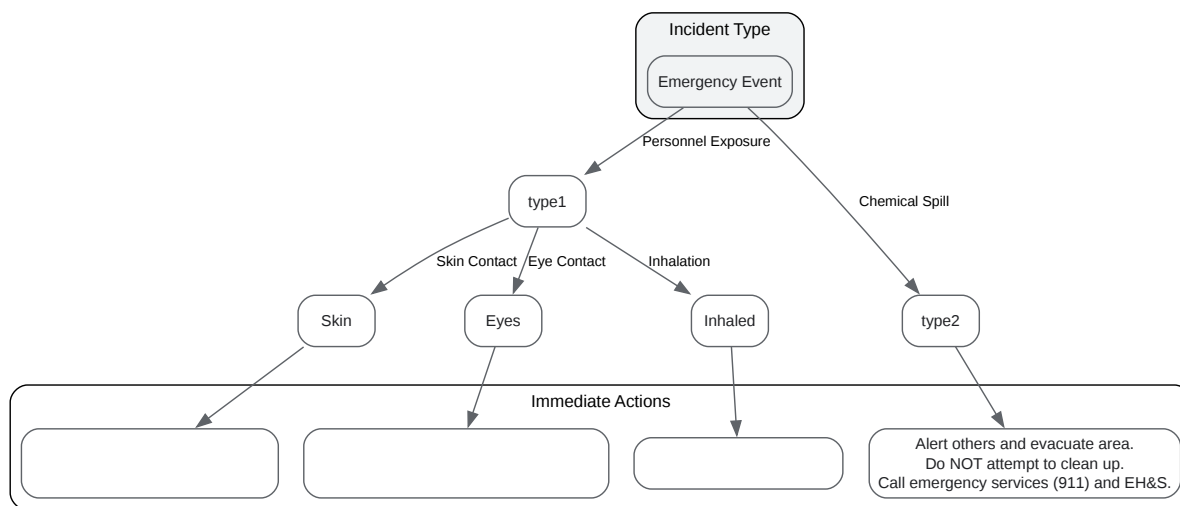 Incident Type
Emergency Event
Personnel Exposure
type1
Chemical Spill
Skin Contact
Eye Contact
Inhalation
Skin
Eyes
Inhaled
type2
Immediate Actions
Alert others and evacuate area.
Do NOT attempt to clean up.
Call emergency services (911) and EH&S.